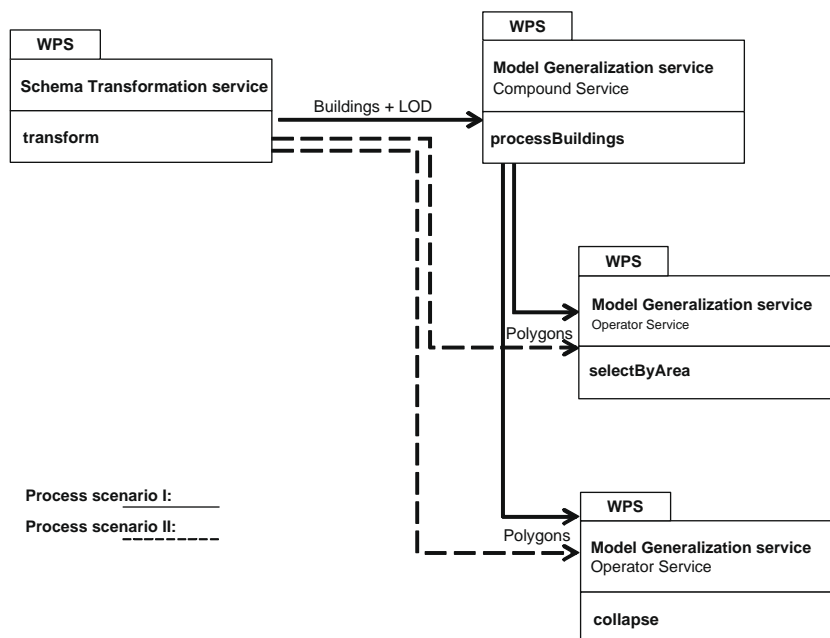 WPS
Schema Transformation service
transform
Buildings + LOD
WPS
Model Generalization service
Compound Service
processBuildings
WPS
Model Generalization service
Operator Service
selectByArea
Polygons
Process scenario I:
Process scenario II:
WPS
Model Generalization service
Operator Service
collapse
Polygons